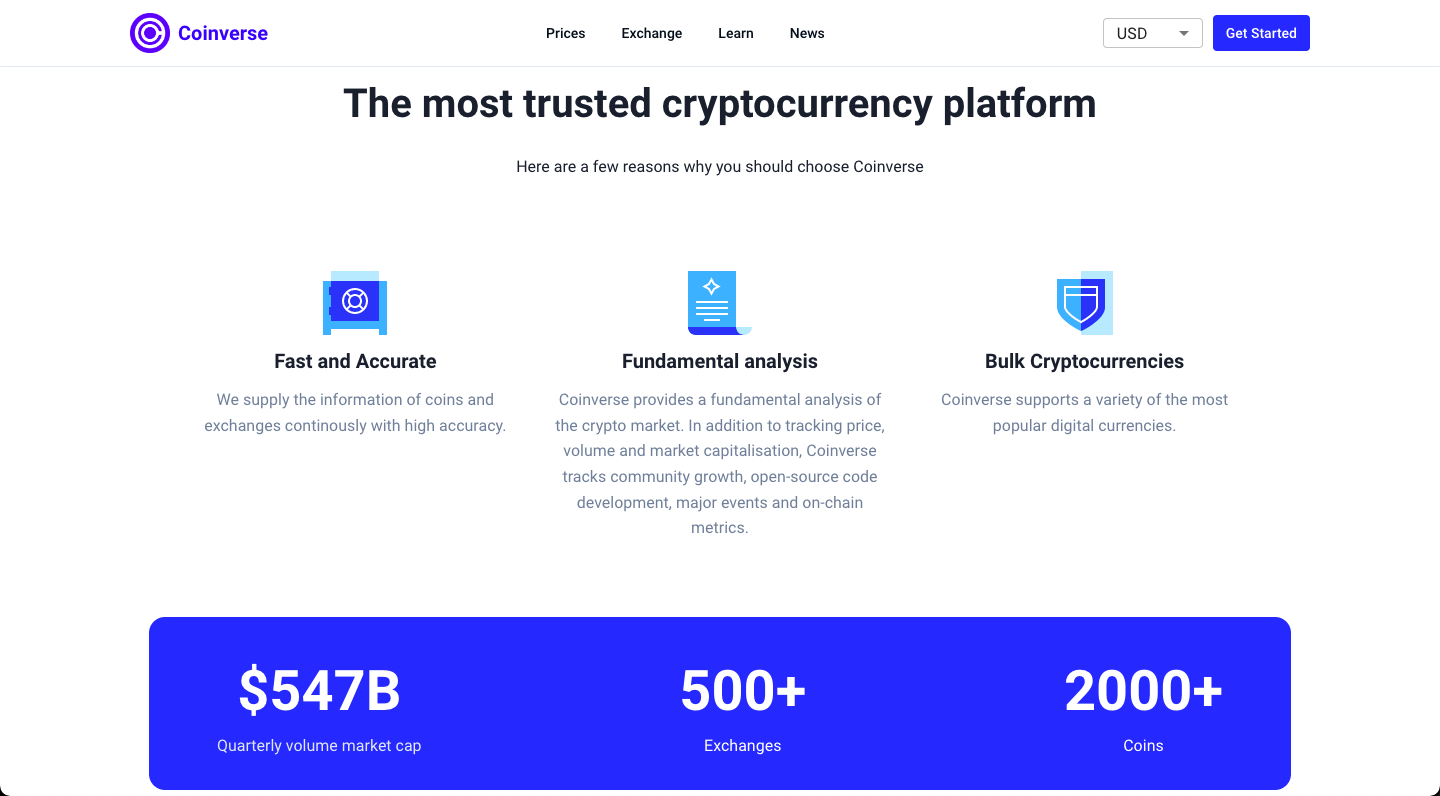 Coinverse
Prices
Exchange
Learn
News
USD
Get Started
The most trusted cryptocurrency platform
Here are a few reasons why you should choose Coinverse
Fast and Accurate
We supply the information of coins and
exchanges continously with high accuracy.
Fundamental analysis
Coinverse provides a fundamental analysis of
the crypto market. In addition to tracking price,
volume and market capitalisation, Coinverse
tracks community growth, open-source code
development, major events and on-chain
metrics.
Bulk Cryptocurrencies
Coinverse supports a variety of the most
popular digital currencies.
$547B
Quarterly volume market cap
500+
Exchanges
2000+
Coins